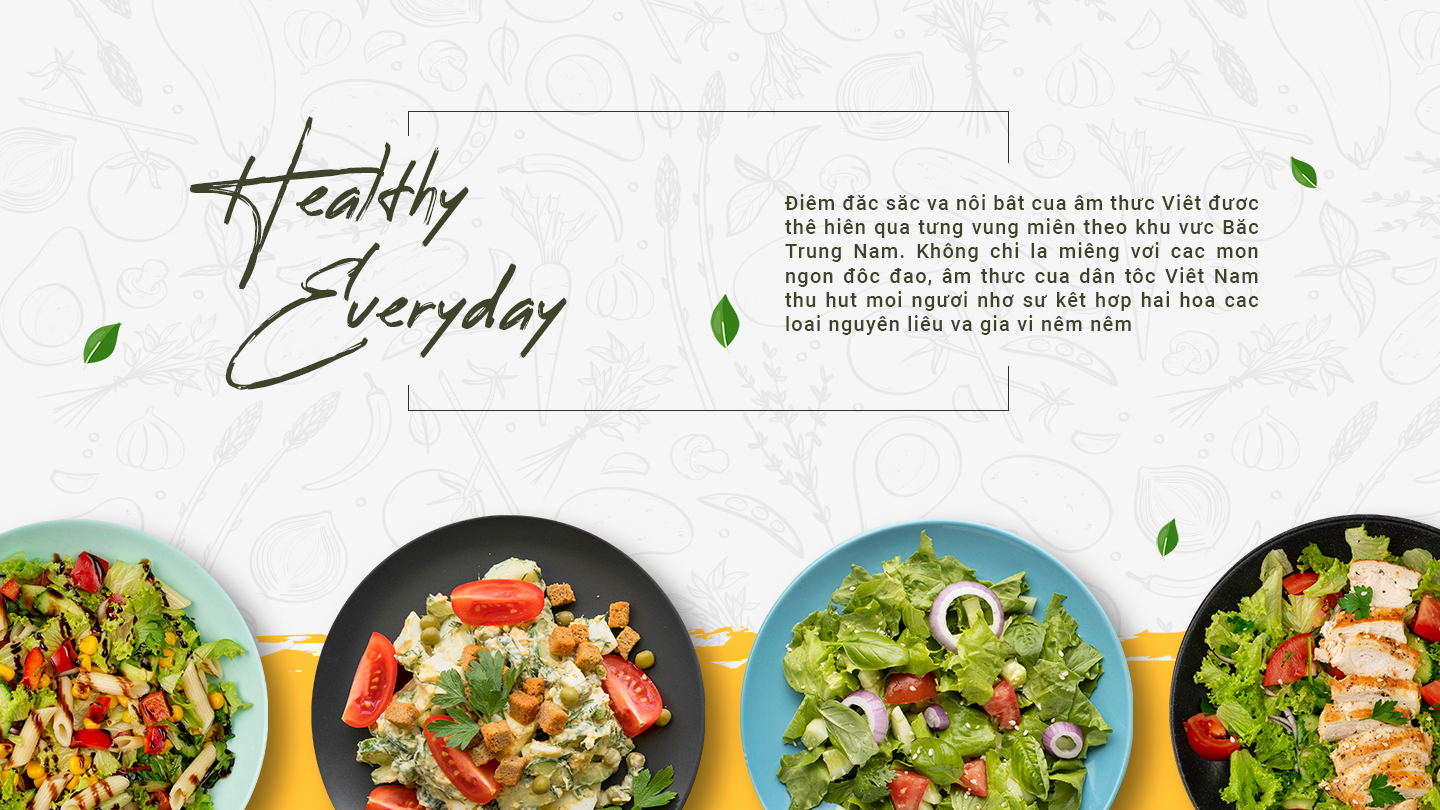 Healthy
Everyday
Điêm đăc săc va nôi bât cua âm thưc Viêt đươc
thê hiên qua tưng vung miên theo khu vưc Băc
Trung Nam. Không chi la miêng vơi cac mon
ngon đôc đao, âm thưc cua dân tôc Viêt Nam
thu hut moi ngươi nhơ sư kêt hơp hai hoa cac
loai nguyên liêu va gia vi nêm nêm